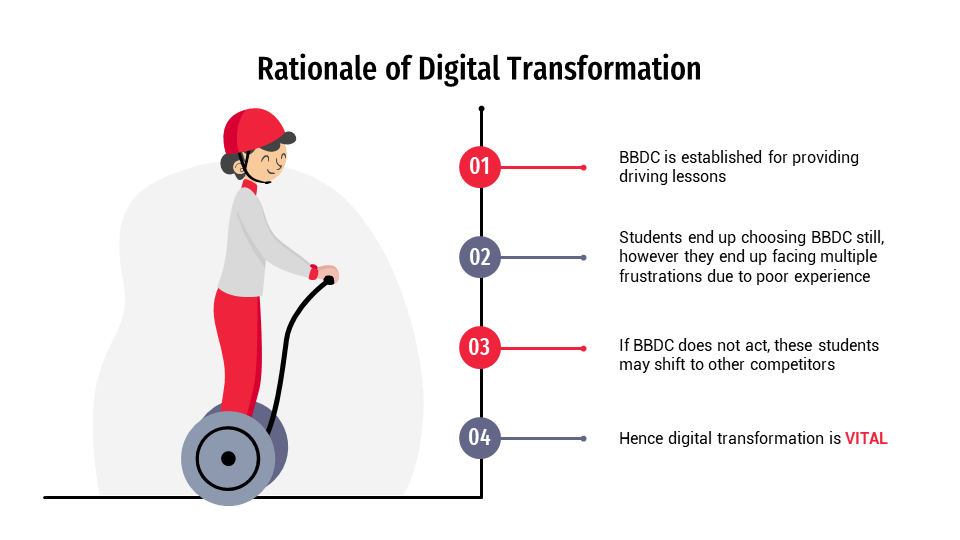 Rationale of Digital Transformation
01
BBDC is established for providing
driving lessons
02
Students end up choosing BBDC still,
however they end up facing multiple
frustrations due to poor experience
03
If BBDC does not act, these students
may shift to other competitors
04
Hence digital transformation is VITAL